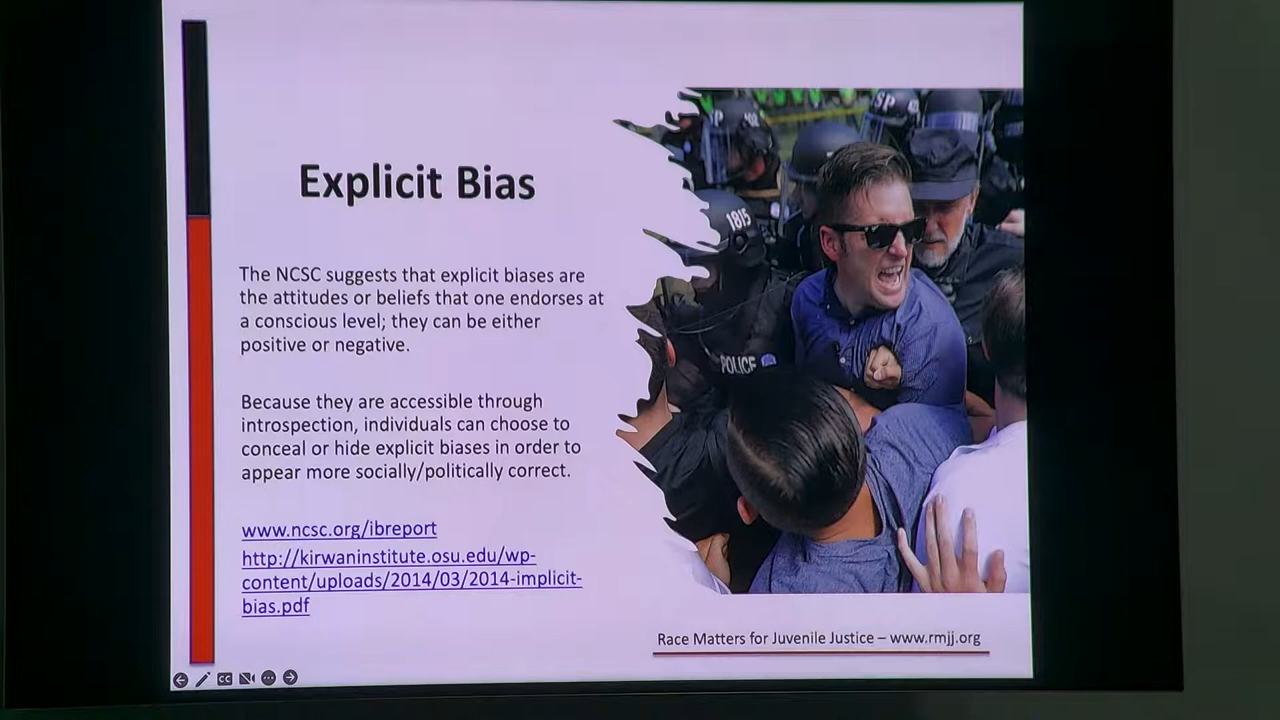 Explicit Bias
The NCSC suggests that explicit biases are
the attitudes or beliefs that one endorses at
a conscious level; they can be either
positive or negative.
Because they are accessible through
introspection, individuals can choose to
conceal or hide explicit biases in order to
appear more socially/politically correct.
www.ncsc.org/ibreport
http://kirwaninstitute.osu.edu/wp-
content/uploads/2014/03/2014-implicit-
bias.pdf
SP
1815
POLICE
Race Matters for Juvenile Justice – www.rmjj.org
CC